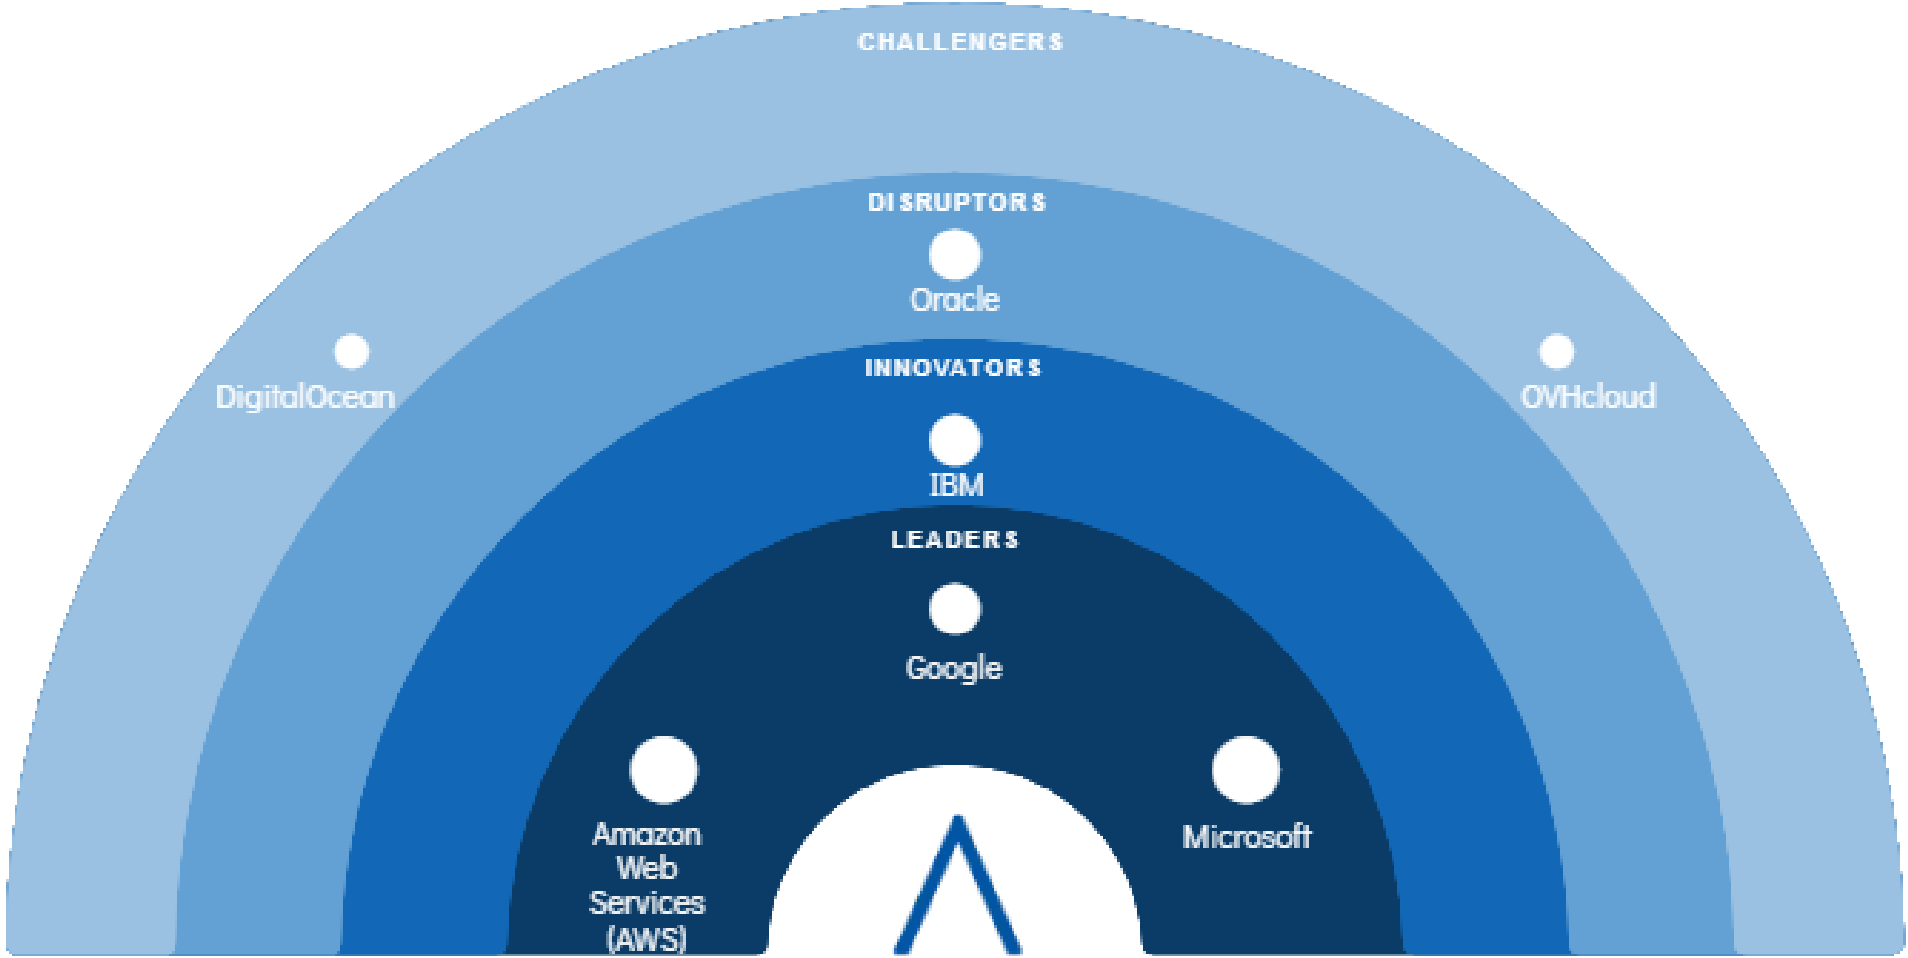 CHALLENGERS
DISRUPTORS
Oracle
DigitalOcean
OVHcloud
INNOVATORS
IBM
LEADERS
Google
Amazon
Web
Services
(AWS)
Microsoft